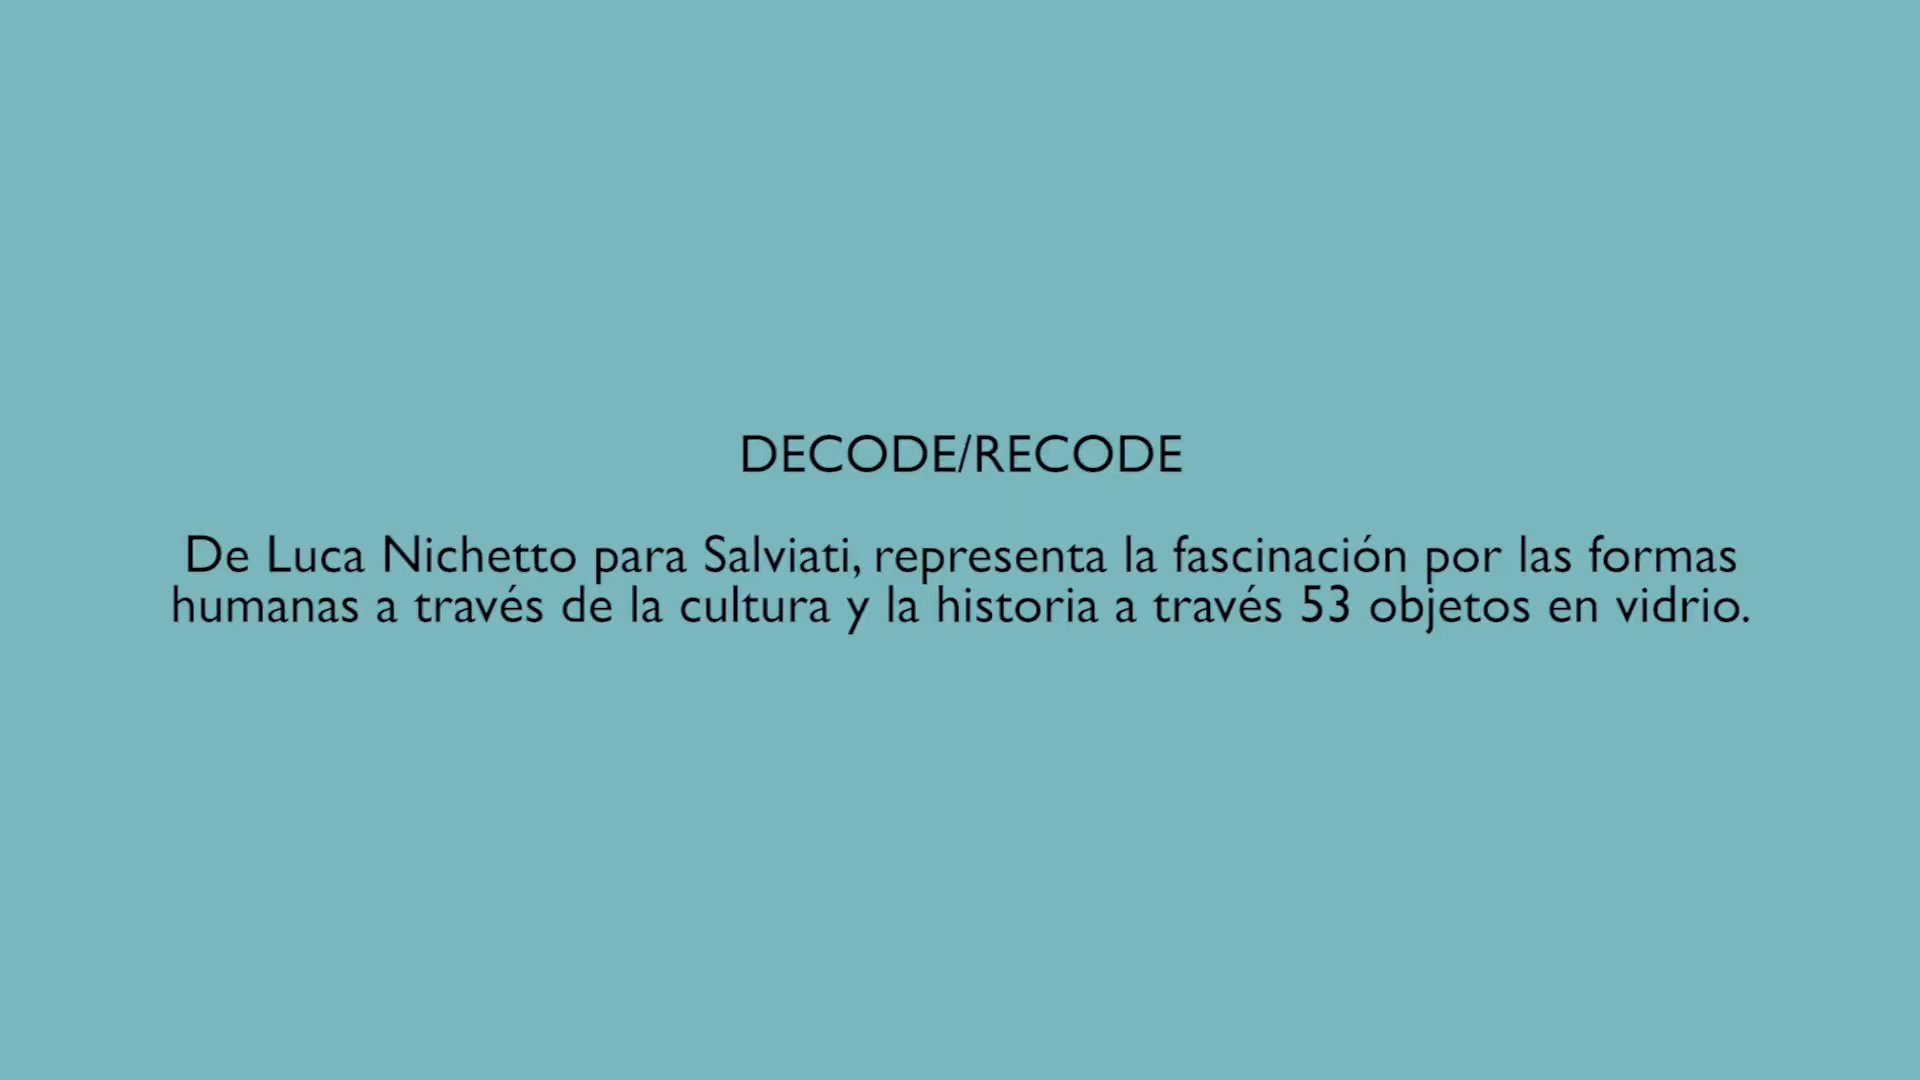 DECODE/RECODE
De Luca Nichetto para Salviati, representa la fascinación por las formas
humanas a través de la cultura y la historia a través 53 objetos en vidrio.